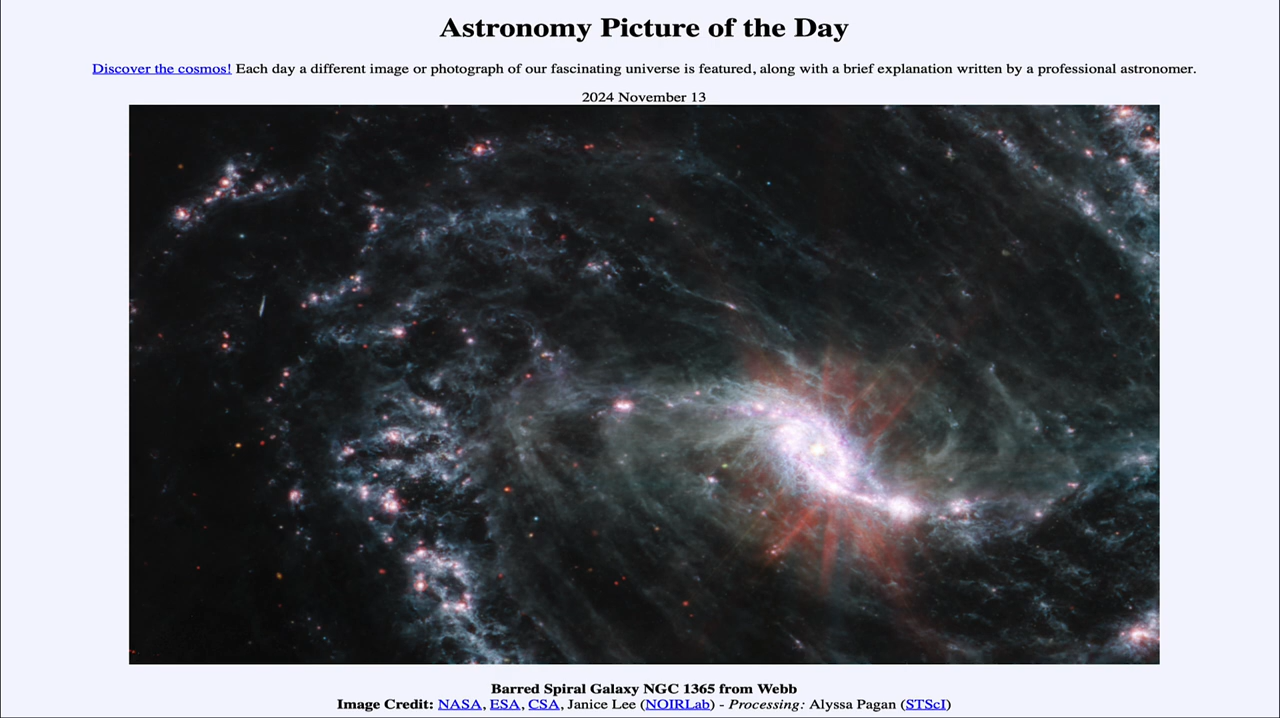 Astronomy Picture of the Day
Discover the cosmos! Each day a different image or photograph of our fascinating universe is featured, along with a brief explanation written by a professional astronomer.
2024 November 13
Barred Spiral Galaxy NGC 1365 from Webb
Image Credit: NASA, ESA, CSA, Janice Lee (NOIRLab) - Processing: Alyssa Pagan (STScI)